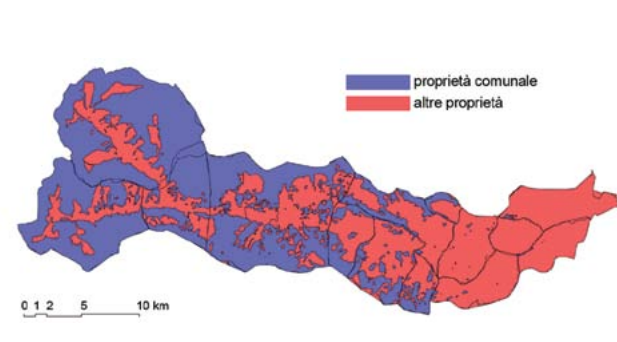 proprietà comunale
altre proprietà
0 1 2 5 10 km